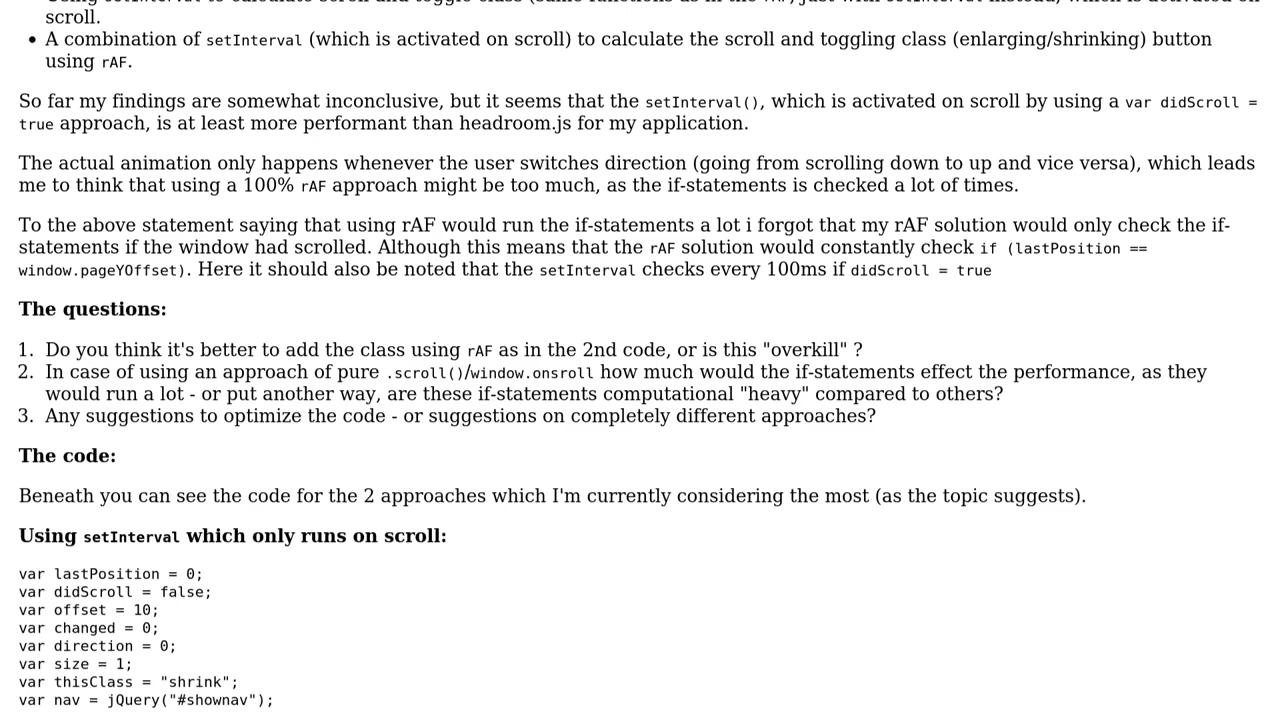 scroll.
• A combination of setInterval (which is activated on scroll) to calculate the scroll and toggling class (enlarging/shrinking) button
using rAF.
So far my findings are somewhat inconclusive, but it seems that the setInterval(), which is activated on scroll by using a var didScroll =
true approach, is at least more performant than headroom.js for my application.
The actual animation only happens whenever the user switches direction (going from scrolling down to up and vice versa), which leads
me to think that using a 100% rAF approach might be too much, as the if-statements is checked a lot of times.
To the above statement saying that using rAF would run the if-statements a lot i forgot that my rAF solution would only check the if-
statements if the window had scrolled. Although this means that the rAF solution would constantly check if (lastPosition ==
window.pageYOffset). Here it should also be noted that the setInterval checks every 100ms if didScroll = true
The questions:
1. Do you think it's better to add the class using rAF as in the 2nd code, or is this "overkill" ?
2. In case of using an approach of pure .scroll()/window.onsroll how much would the if-statements effect the performance, as they
would run a lot - or put another way, are these if-statements computational "heavy" compared to others?
3. Any suggestions to optimize the code - or suggestions on completely different approaches?
The code:
Beneath you can see the code for the 2 approaches which I'm currently considering the most (as the topic suggests).
Using setInterval which only runs on scroll:
var lastPosition = 0;
var didScroll = false;
var offset = 10;
var changed = 0;
var direction = 0;
var size = 1;
var thisClass = "shrink";
var nav = jQuery("#shownav");